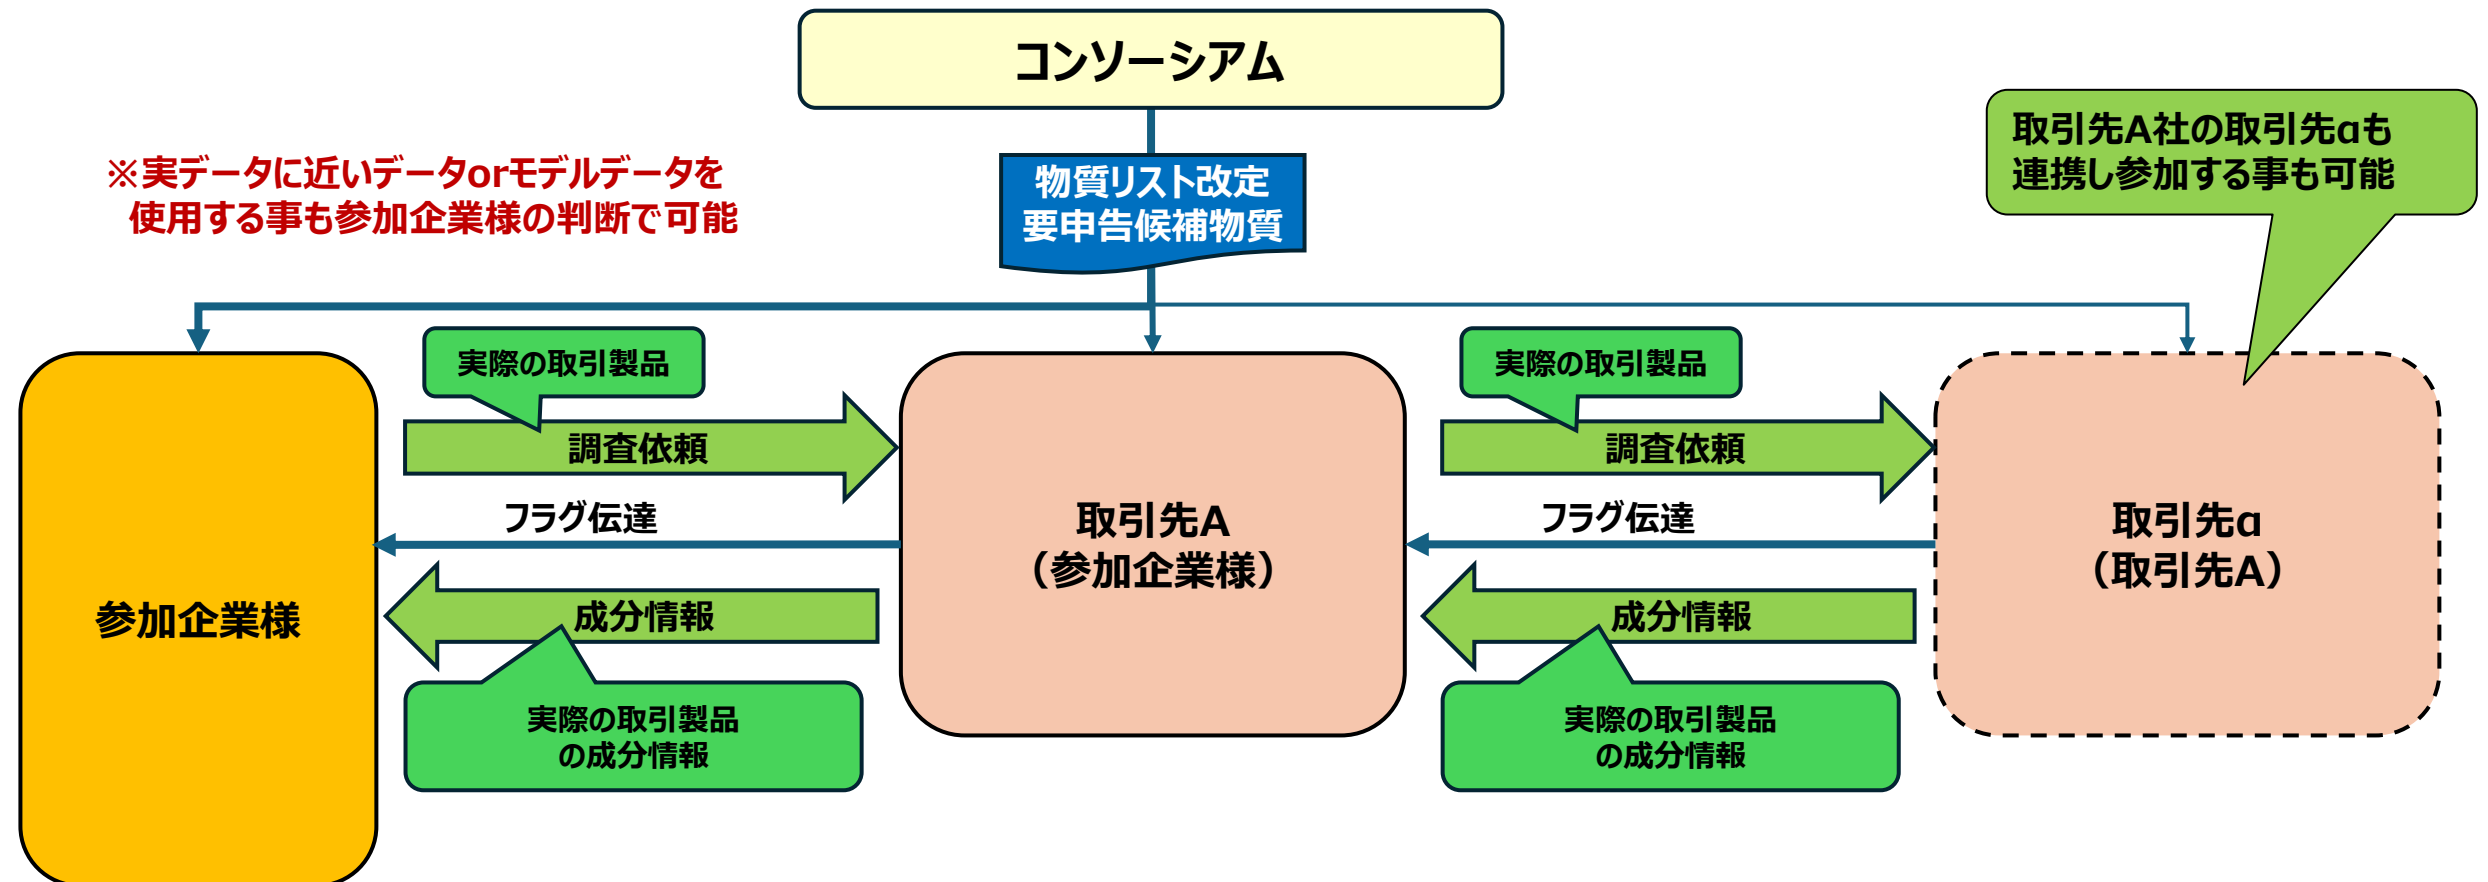 コンソーシアム
取引先A社の取引先αも
連携し参加する事も可能
※実データに近いデータorモデルデータを
使用する事も参加企業様の判断で可能
物質リスト改定
要申告候補物質
実際の取引製品
実際の取引製品
調査依頼
調査依頼
フラグ伝達
フラグ伝達
参加企業様
取引先A
（参加企業様）
取引先α
（取引先A）
成分情報
成分情報
実際の取引製品
の成分情報
実際の取引製品
の成分情報